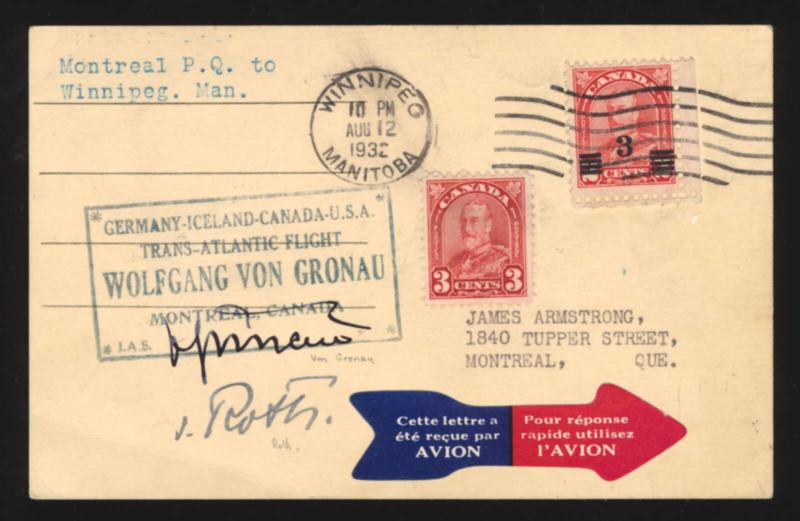 Montreal P.Q. to
Winnipeg. Man.
WINNIPEG
10 PM
AUG 12
1932
MANITOBA
CANADA
3
CENTS
CANADA
3 CENTS 3
GERMANY-ICELAND-CANADA-U.S.A.
TRANS-ATLANTIC FLIGHT
WOLFGANG VON GRONAU
MONTREAL, CANADA
I.A.S.
Von Gronau
v. Roth.
Roth.
JAMES ARMSTRONG,
1840 TUPPER STREET,
MONTREAL, QUE.
Cette lettre a
été reçue par
AVION
Pour réponse
rapide utilisez
l'AVION